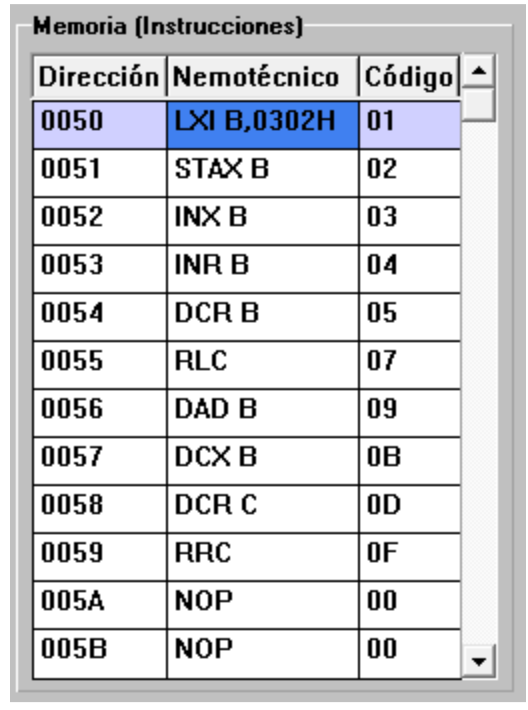 Memoria (Instrucciones)
Dirección Nemotécnico Código
0050 LXI B,0302H 01
0051 STAX B 02
0052 INX B 03
0053 INR B 04
0054 DCR B 05
0055 RLC 07
0056 DAD B 09
0057 DCX B 0B
0058 DCR C 0D
0059 RRC 0F
005A NOP 00
005B NOP 00